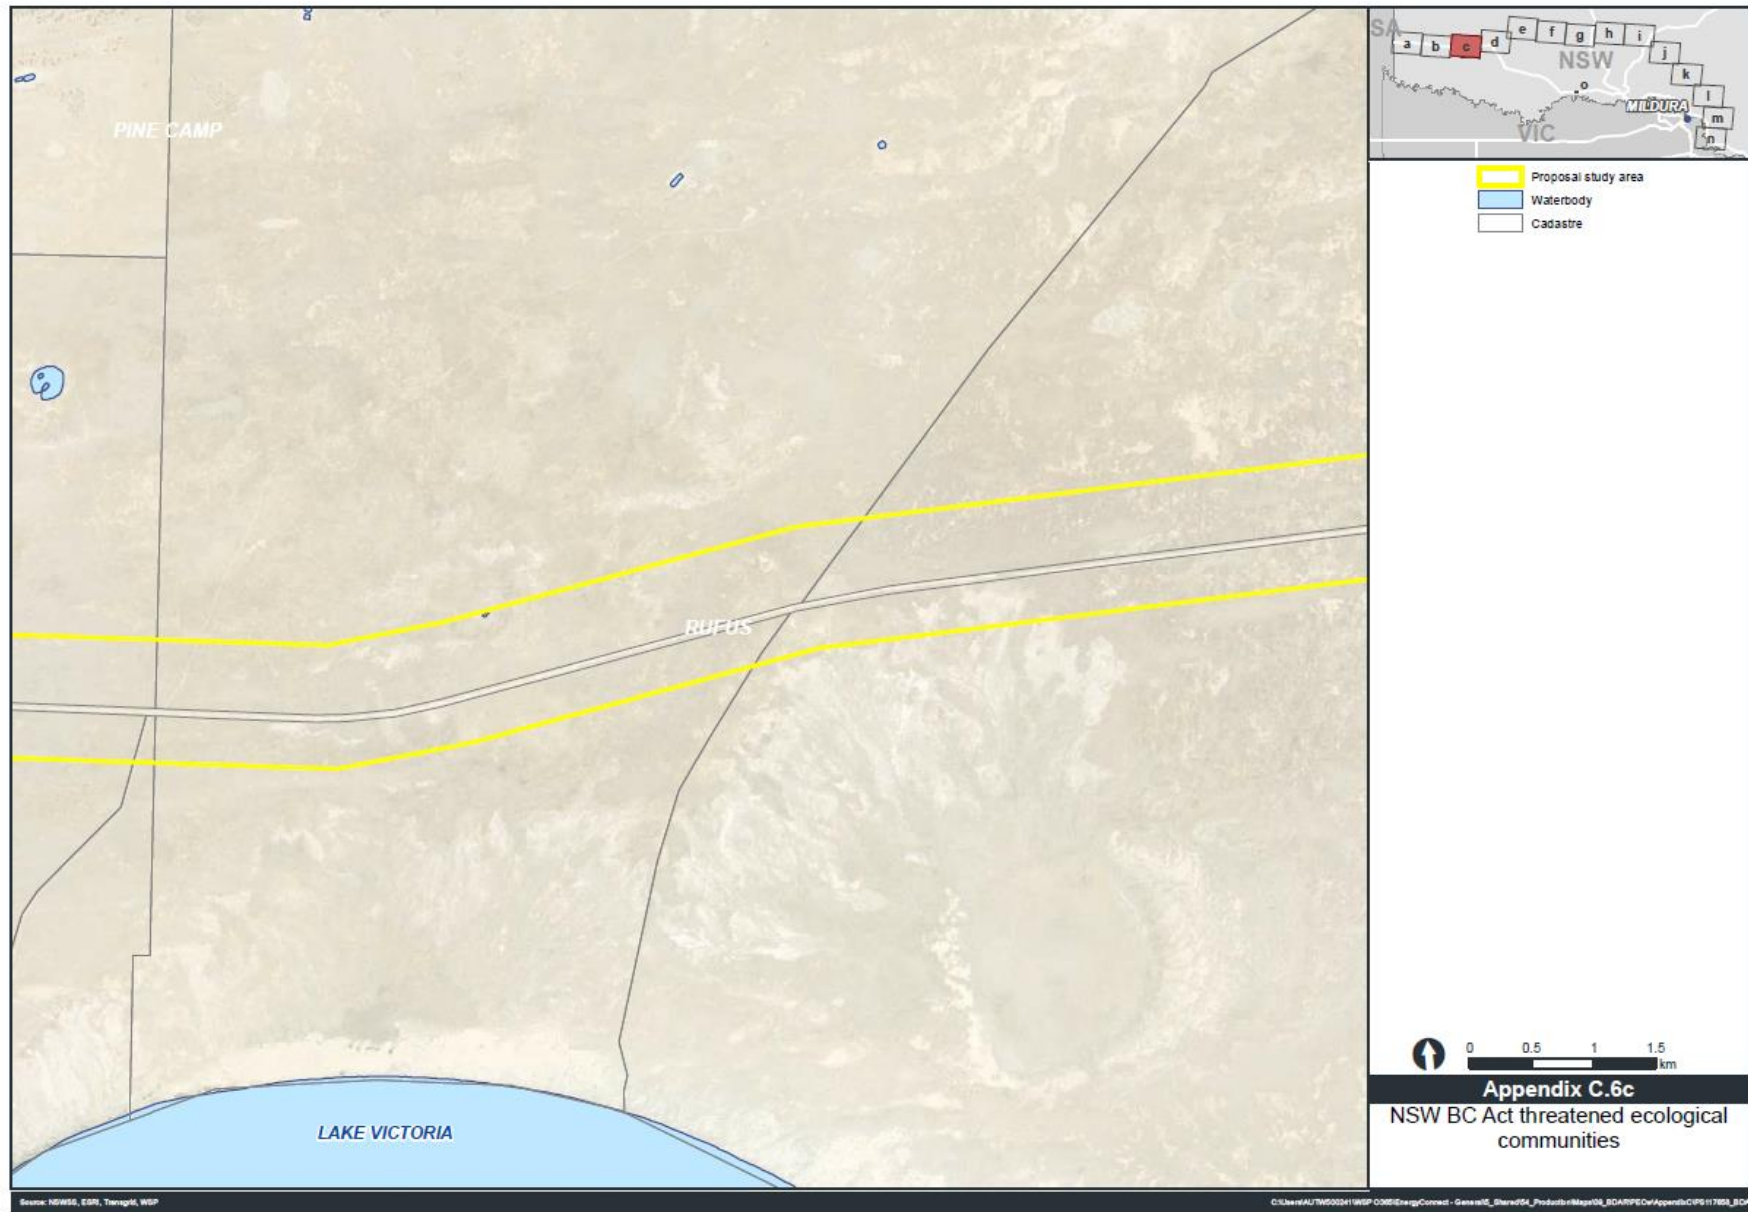 PINE CAMP
RUFUS
LAKE VICTORIA
SA
a
b
c
d
e
f
g
h
i
j
k
l
m
n
o
NSW
MILDURA
VIC
Proposal study area
Waterbody
Cadastre
0 0.5 1 1.5
km
Appendix C.6c
NSW BC Act threatened ecological
communities
Source: NSWSS, ESRI, Transgrid, WSP